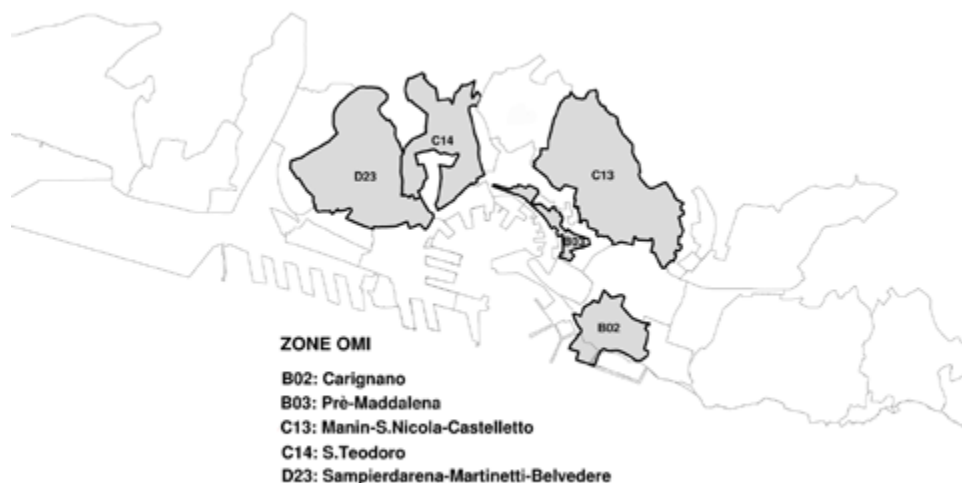 C14
D23
C13
B03
B02
ZONE OMI
B02: Carignano
B03: Prè-Maddalena
C13: Manin-S.Nicola-Castelletto
C14: S.Teodoro
D23: Sampierdarena-Martinetti-Belvedere